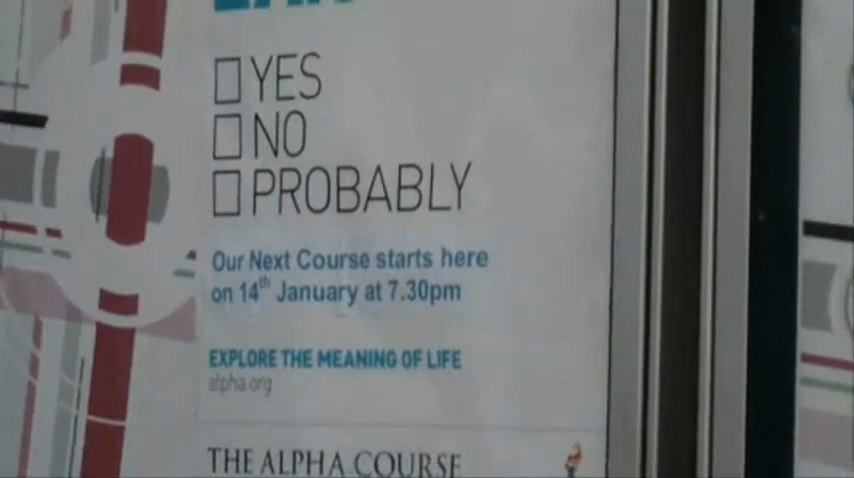 YES
NO
PROBABLY
Our Next Course starts here
on 14th January at 7.30pm
EXPLORE THE MEANING OF LIFE
alpha.org
THE ALPHA COURSE